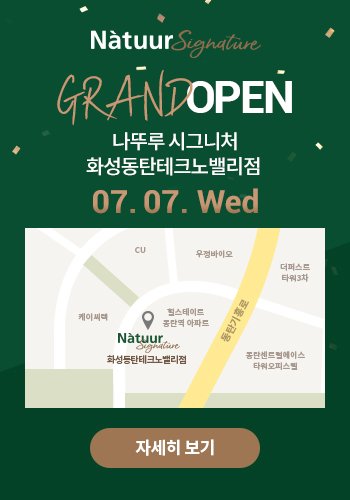 Nàtuur Signature
GRAND OPEN
나뚜루 시그니처
화성동탄테크노밸리점
07. 07. Wed
CU
우정바이오
더퍼스트
타워3차
케이씨텍
힐스테이트
동탄역 아파트
동탄기흥로
Nàtuur
Signature
화성동탄테크노밸리점
동탄센트럴에이스
타워오피스텔
자세히 보기